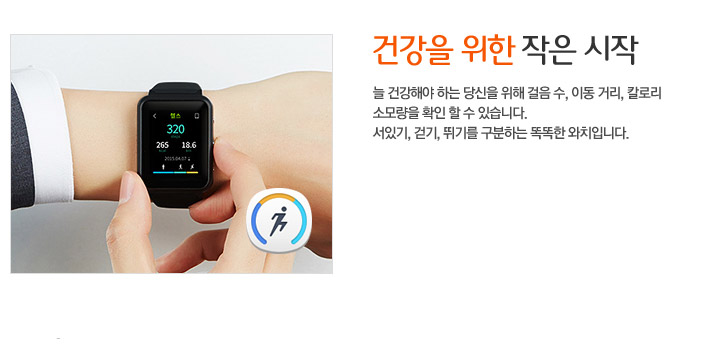 건강을 위한 작은 시작
늘 건강해야 하는 당신을 위해 걸음 수, 이동 거리, 칼로리
소모량을 확인 할 수 있습니다.
서있기, 걷기, 뛰기를 구분하는 똑똑한 와치입니다.
헬스
320
265 18.6
2015.04.07